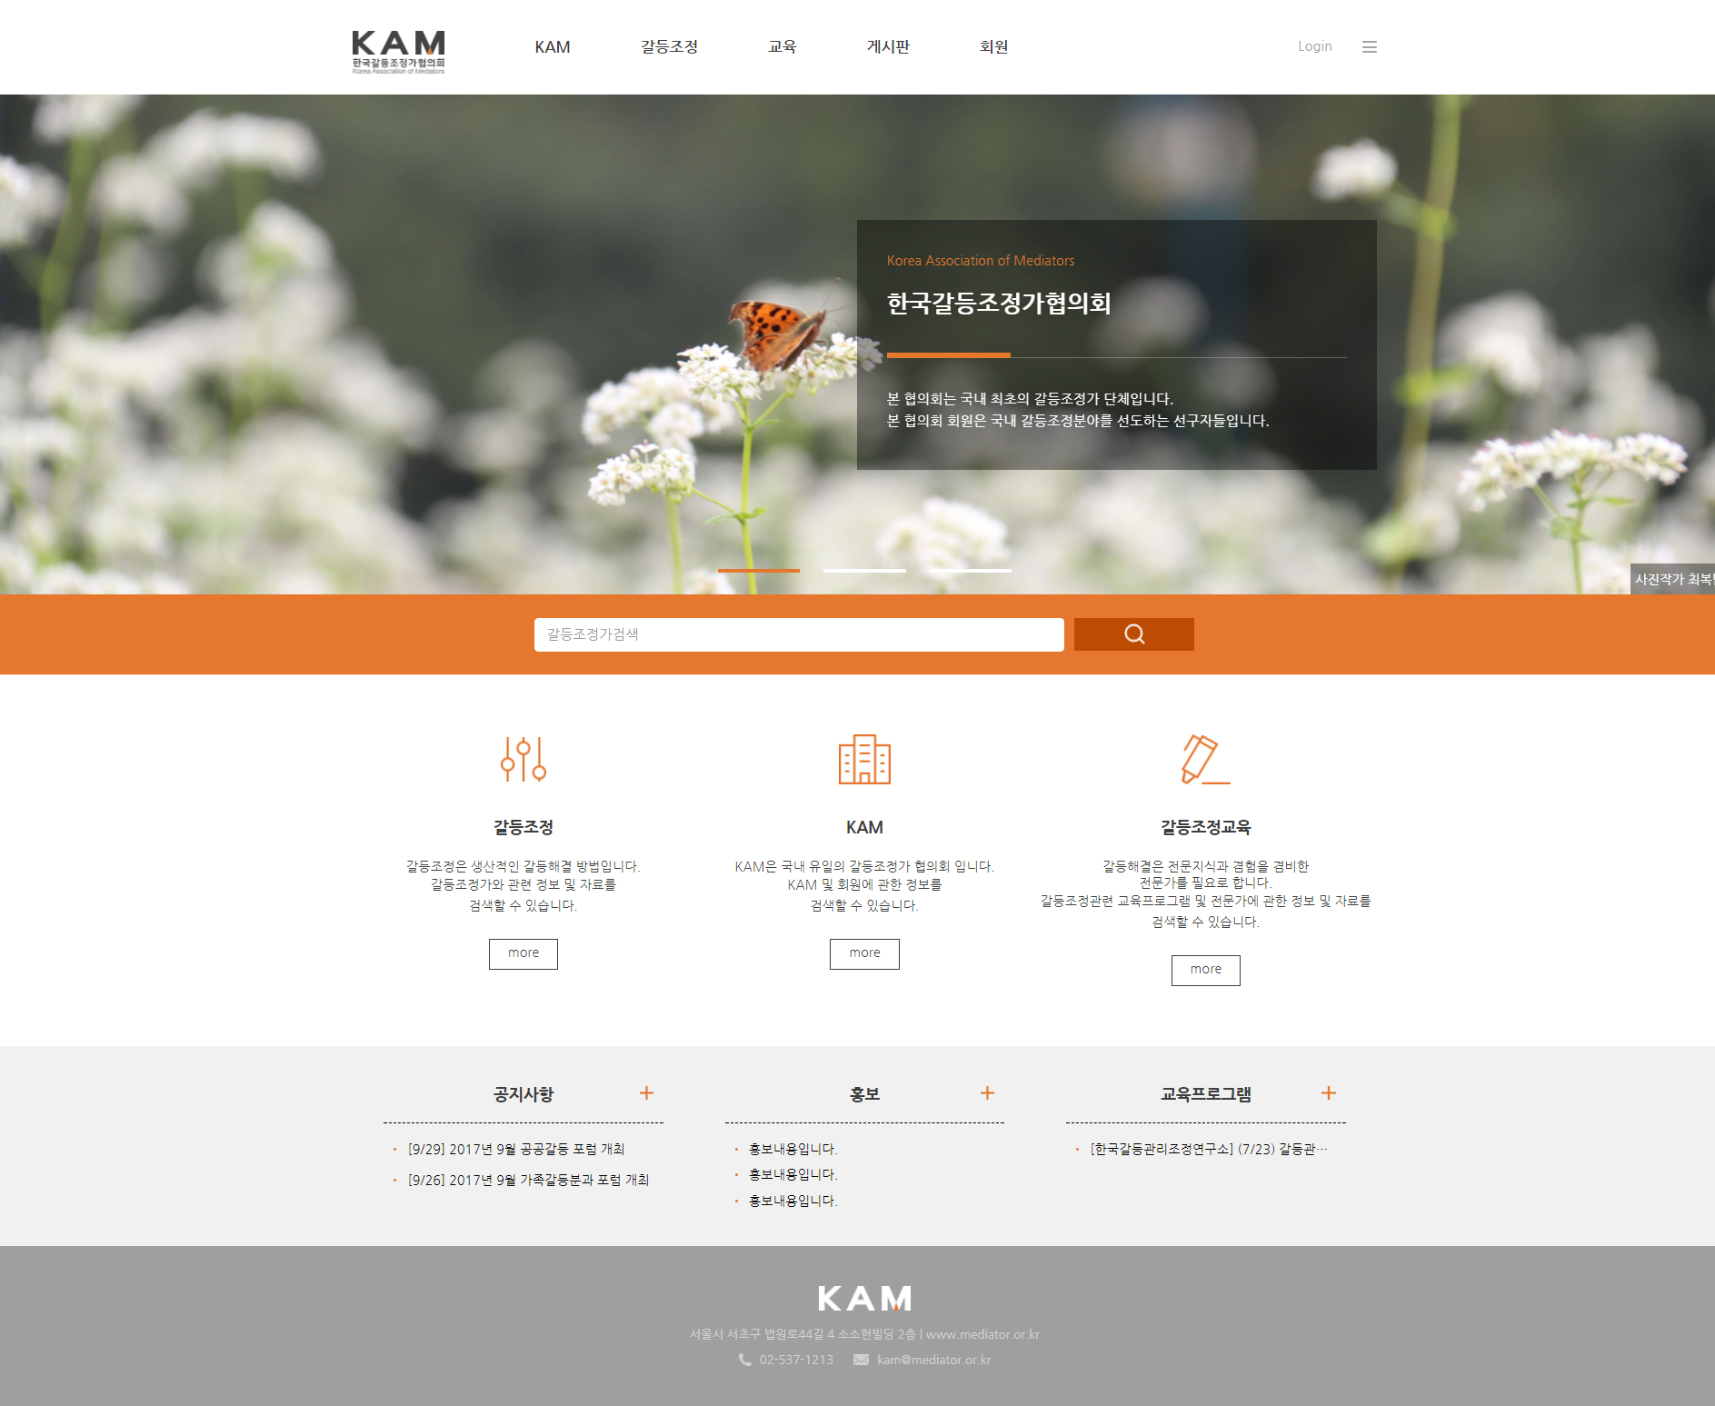 KAM
한국갈등조정가협의회
Korea Association of Mediators
KAM
갈등조정
교육
게시판
회원
Login
Korea Association of Mediators
한국갈등조정가협의회
본 협의회는 국내 최초의 갈등조정가 단체입니다.
본 협의회 회원은 국내 갈등조정분야를 선도하는 선구자들입니다.
사진작가
갈등조정가검색
갈등조정
갈등조정은 생산적인 갈등해결 방법입니다.
갈등조정가와 관련 정보 및 자료를
검색할 수 있습니다.
more
KAM
KAM은 국내 유일의 갈등조정가 협의회 입니다.
KAM 및 회원에 관한 정보를
검색할 수 있습니다.
more
갈등조정교육
갈등해결은 전문지식과 경험을 겸비한
전문가를 필요로 합니다.
갈등조정관련 교육프로그램 및 전문가에 관한 정보 및 자료를
검색할 수 있습니다.
more
공지사항
[9/29] 2017년 9월 공공갈등 포럼 개최
[9/26] 2017년 9월 가족갈등분과 포럼 개최
홍보
홍보내용입니다.
홍보내용입니다.
홍보내용입니다.
교육프로그램
[한국갈등관리조정연구소] (7/23) 갈등관…
KAM
서울시 서초구 법원로4길 4 소소헌빌딩 2층 | www.mediator.or.kr
02-537-1213 kam@mediator.or.kr